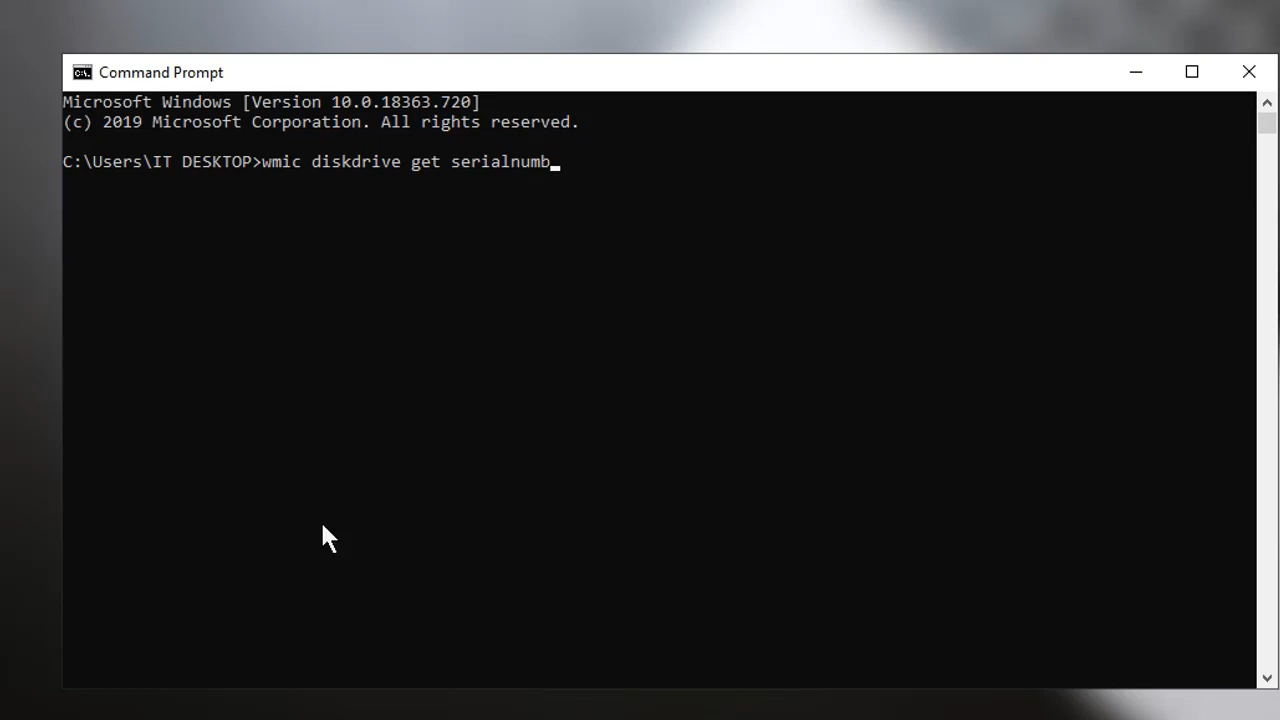 Command Prompt
Microsoft Windows [Version 10.0.18363.720]
(c) 2019 Microsoft Corporation. All rights reserved.
C:\Users\IT DESKTOP>wmic diskdrive get serialnumb